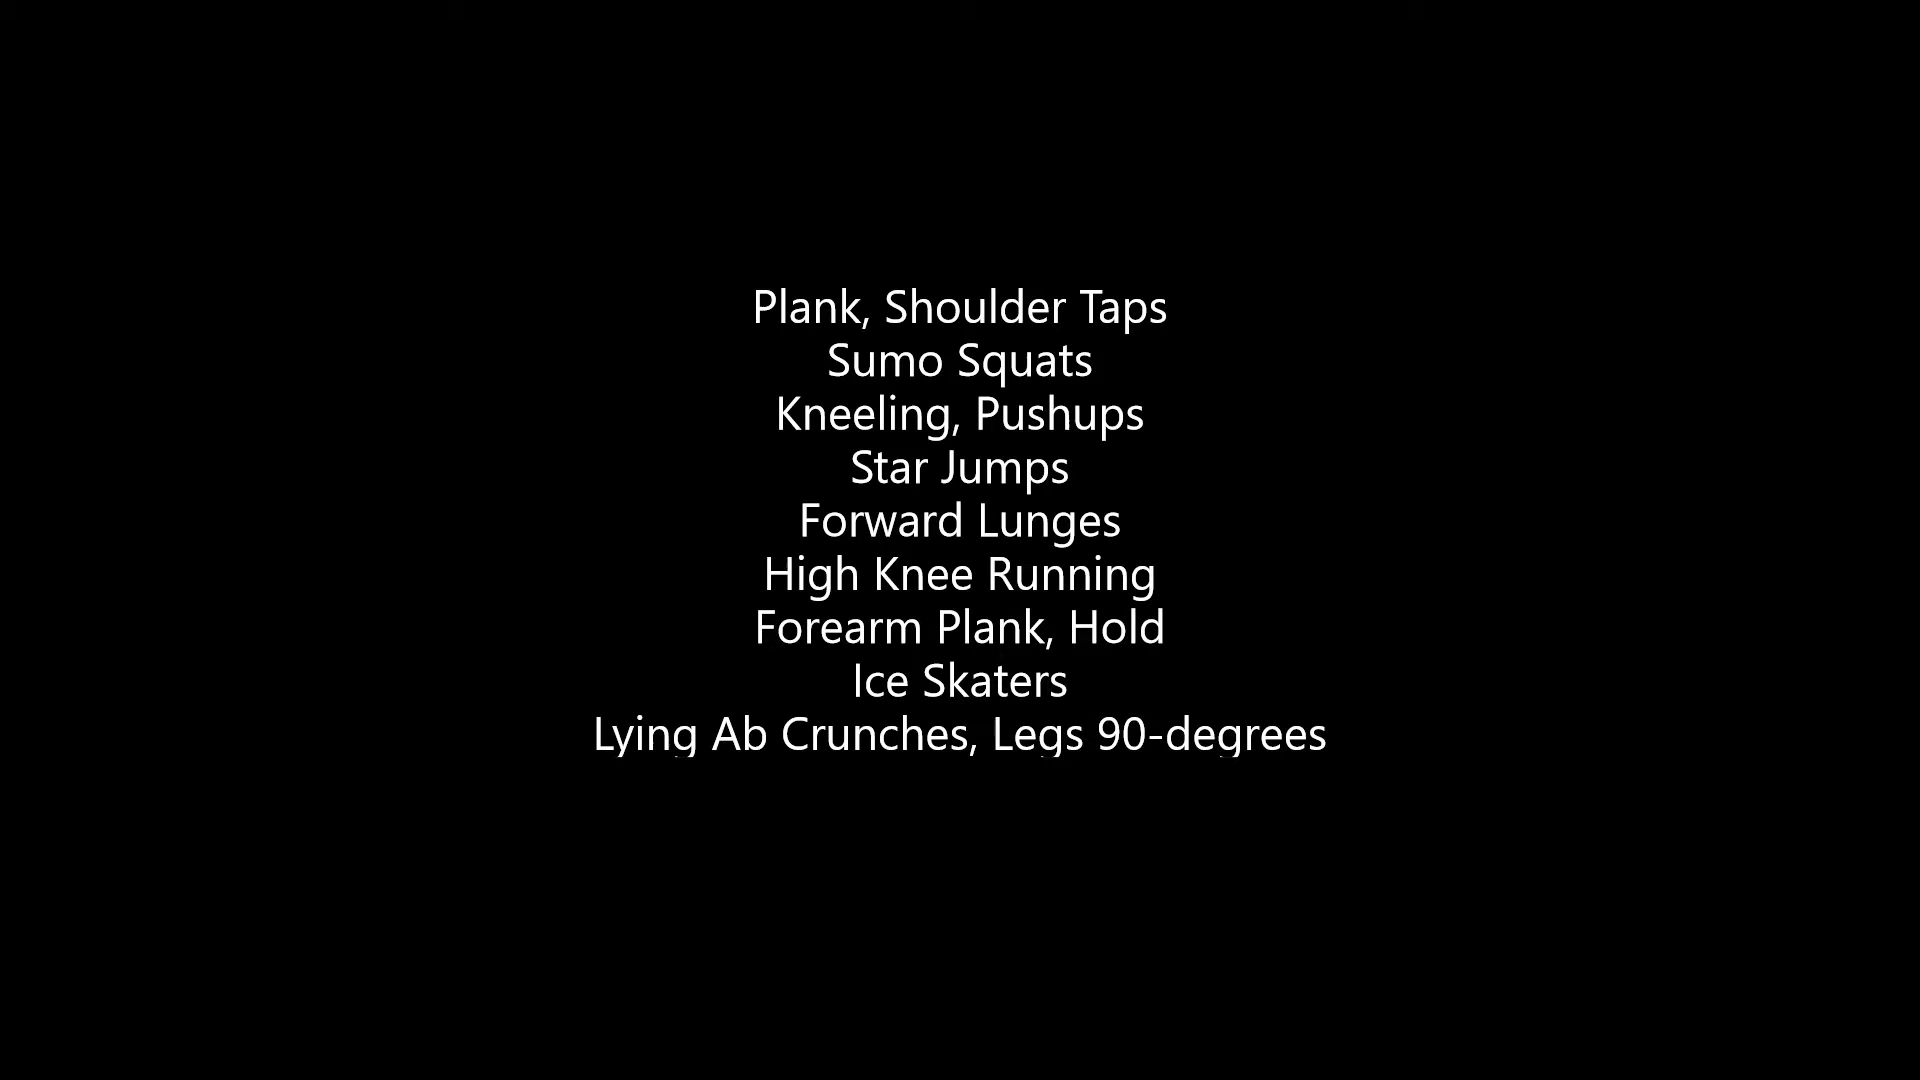 Plank, Shoulder Taps
Sumo Squats
Kneeling, Pushups
Star Jumps
Forward Lunges
High Knee Running
Forearm Plank, Hold
Ice Skaters
Lying Ab Crunches, Legs 90-degrees